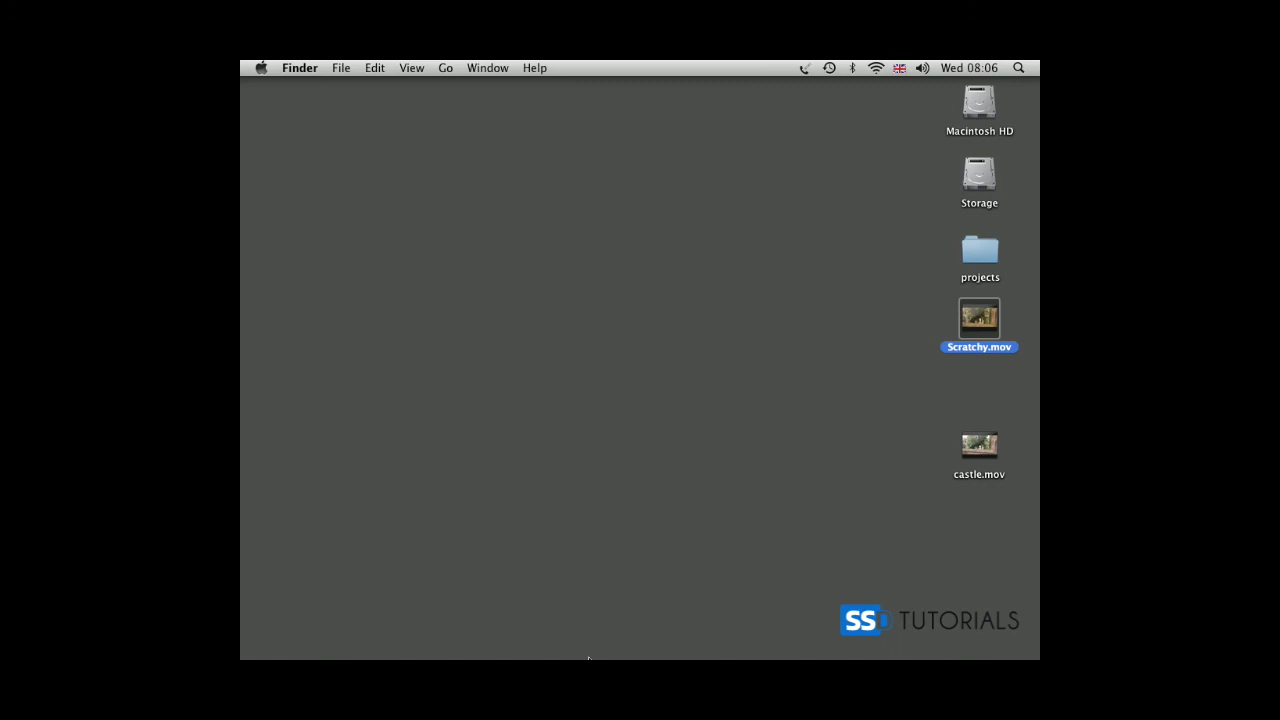 Finder File Edit View Go Window Help Wed 08:06
Macintosh HD
Storage
projects
Scratchy.mov
castle.mov
SSD TUTORIALS